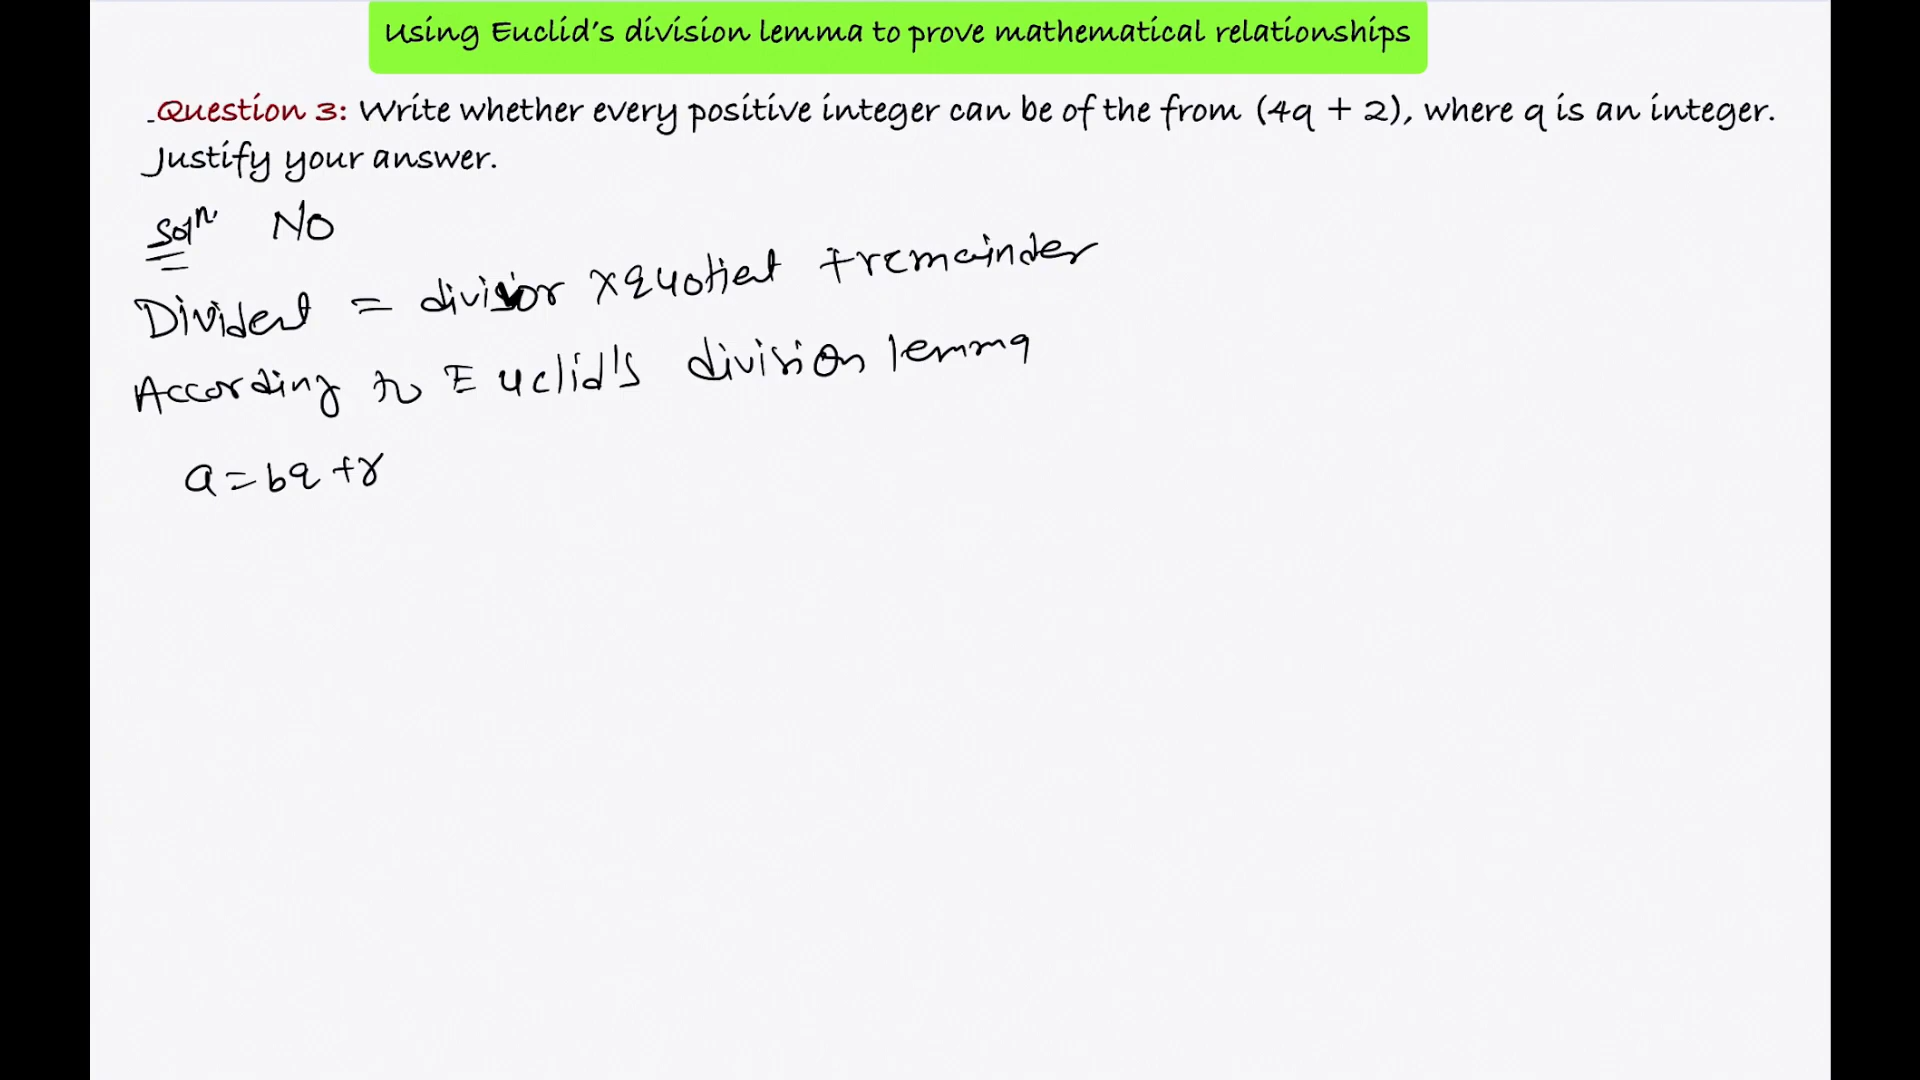 Using Euclid's division lemma to prove mathematical relationships
Question 3: Write whether every positive integer can be of the from (4q + 2), where q is an integer.
Justify your answer.
Solⁿ. NO
Divident = divisor × quotient + remainder
According to Euclid's division lemma
a = bq + r